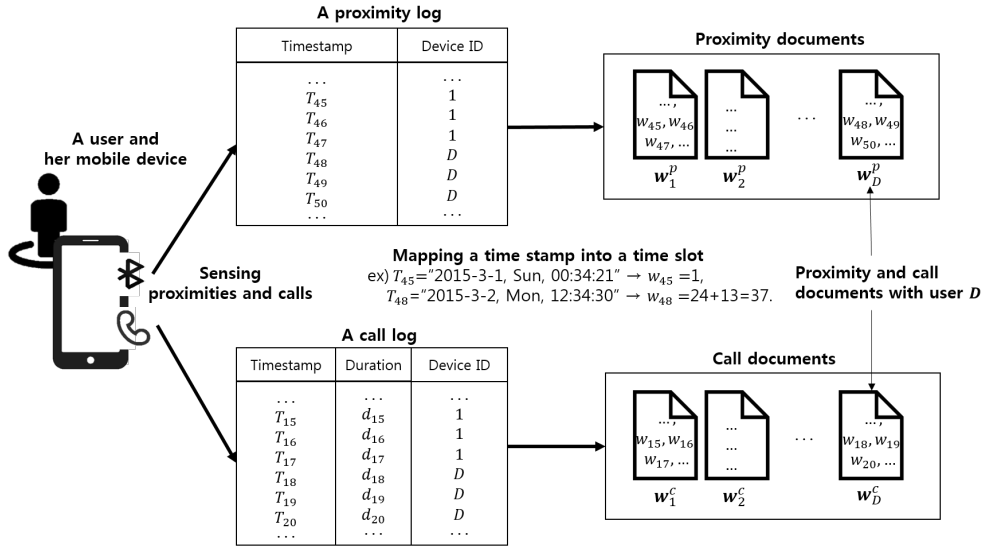 A proximity log
Timestamp Device ID
... ...
T₄₅ 1
T₄₆ 1
T₄₇ 1
T₄₈ D
T₄₉ D
T₅₀ D
... ...
Proximity documents
..., ... ..., 
w₄₅, w₄₆ ... w₄₈, w₄₉
w₄₇, ... ... w₅₀, ...
...
w₁ᵖ w₂ᵖ w_Dᵖ
A user and
her mobile device
Sensing
proximities and calls
Mapping a time stamp into a time slot
ex) T₄₅="2015-3-1, Sun, 00:34:21" → w₄₅ =1,
T₄₈="2015-3-2, Mon, 12:34:30" → w₄₈ =24+13=37.
Proximity and call
documents with user D
A call log
Timestamp Duration Device ID
... ... ...
T₁₅ d₁₅ 1
T₁₆ d₁₆ 1
T₁₇ d₁₇ 1
T₁₈ d₁₈ D
T₁₉ d₁₉ D
T₂₀ d₂₀ D
... ... ...
Call documents
..., ... ...,
w₁₅, w₁₆ ... w₁₈, w₁₉
w₁₇, ... ... w₂₀, ...
...
w₁ᶜ w₂ᶜ w_Dᶜ